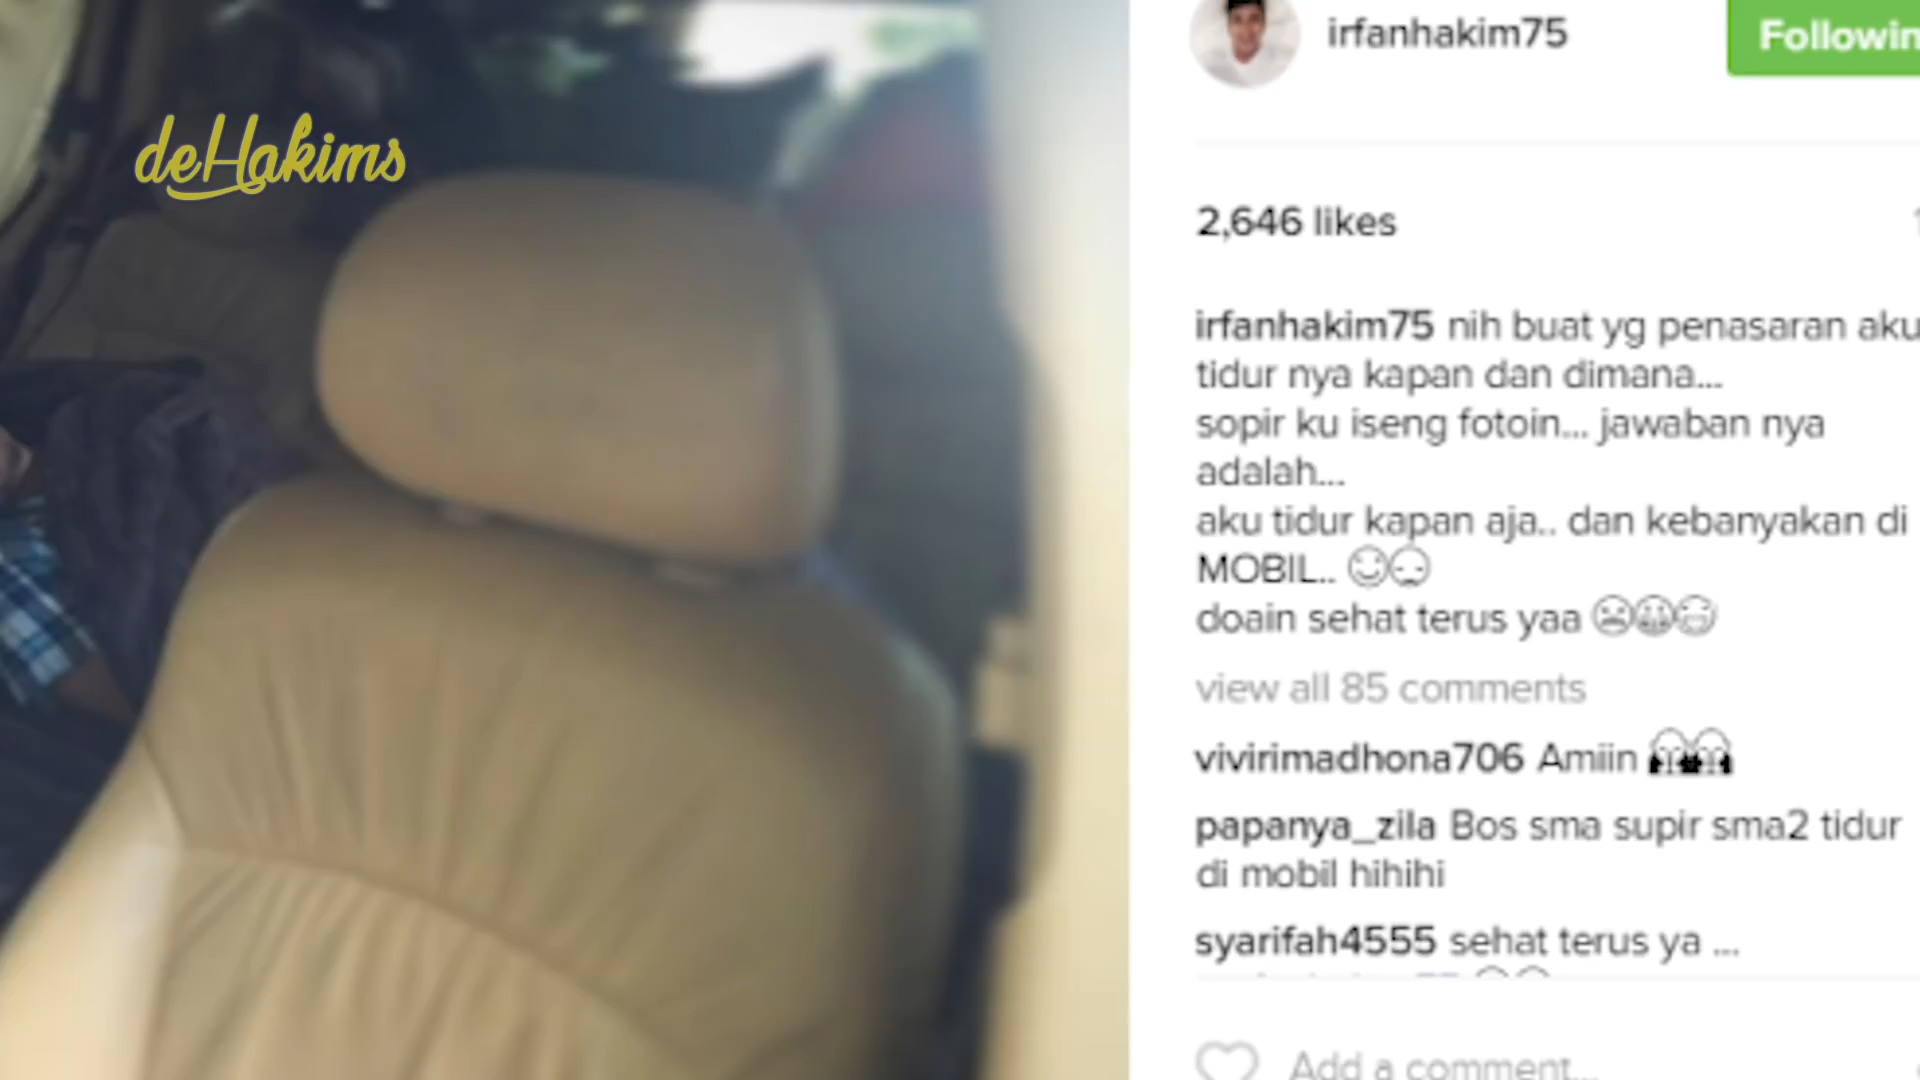 deHakims
irfanhakim75
2,646 likes
irfanhakim75 nih buat yg penasaran aku
tidur nya kapan dan dimana...
sopir ku iseng fotoin... jawaban nya
adalah...
aku tidur kapan aja.. dan kebanyakan di
MOBIL..
doain sehat terus yaa
view all 85 comments
vivirimadhona706 Amiin
papanya_zila Bos sma supir sma2 tidur
di mobil hihihi
syarifah4555 sehat terus ya ...
Add a comment...